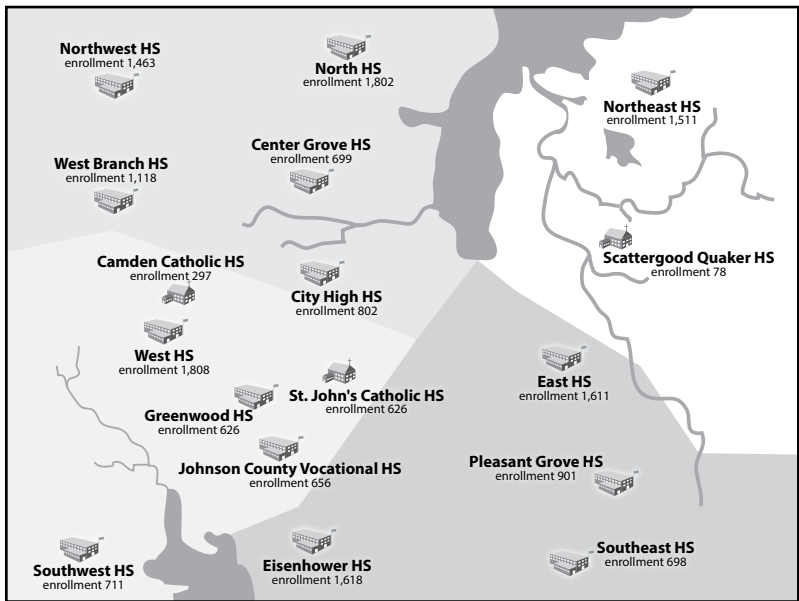 Northwest HS
enrollment 1,463
North HS
enrollment 1,802
Northeast HS
enrollment 1,511
Center Grove HS
enrollment 699
West Branch HS
enrollment 1,118
Scattergood Quaker HS
enrollment 78
Camden Catholic HS
enrollment 297
City High HS
enrollment 802
West HS
enrollment 1,808
East HS
enrollment 1,611
St. John's Catholic HS
enrollment 626
Greenwood HS
enrollment 626
Johnson County Vocational HS
enrollment 656
Pleasant Grove HS
enrollment 901
Southeast HS
enrollment 698
Southwest HS
enrollment 711
Eisenhower HS
enrollment 1,618